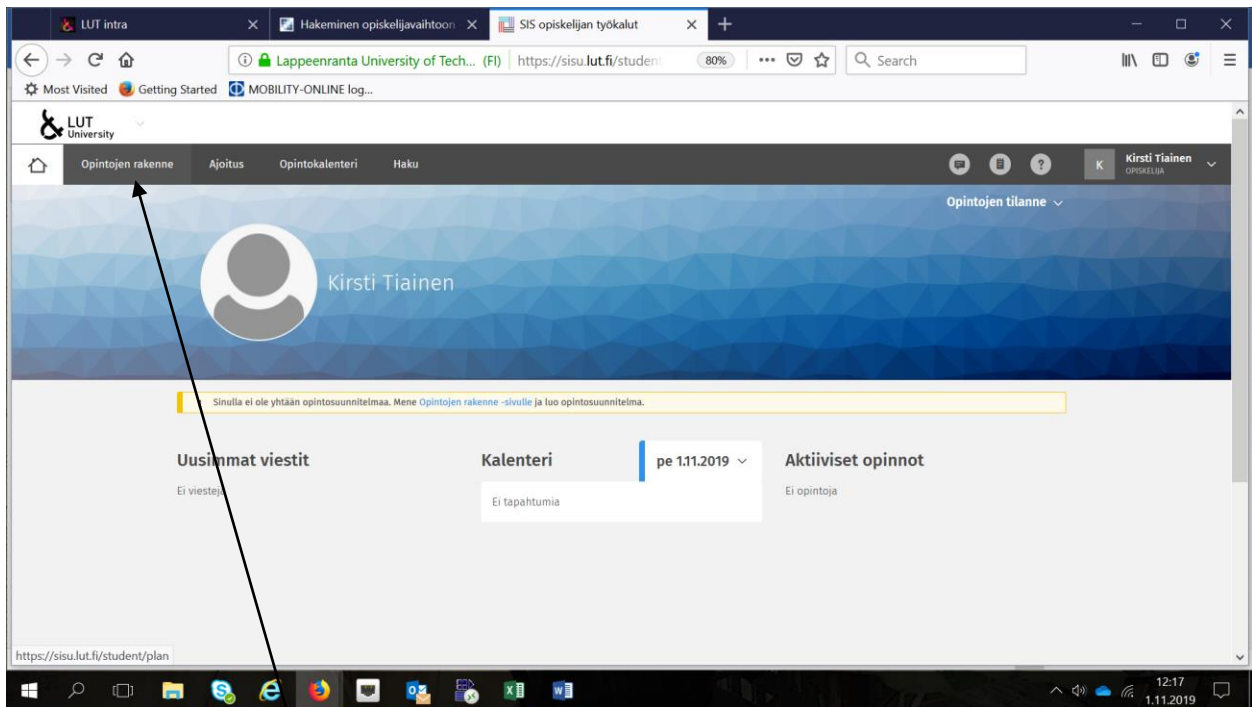 LUT intra
Hakeminen opiskelijavaihtoon
SIS opiskelijan työkalut
Lappeenranta University of Tech... (FI)
https://sisu.lut.fi/student
80%
Search
Most Visited
Getting Started
MOBILITY-ONLINE log...
LUT
University
Opintojen rakenne
Ajoitus
Opintokalenteri
Haku
K
Kirsti Tiainen
OPISKELIJA
Opintojen tilanne
Kirsti Tiainen
Sinulla ei ole yhtään opintosuunnitelmaa. Mene Opintojen rakenne -sivulle ja luo opintosuunnitelma.
Uusimmat viestit
Ei viestejä
Kalenteri
pe 1.11.2019
Ei tapahtumia
Aktiiviset opinnot
Ei opintoja
https://sisu.lut.fi/student/plan
12:17
1.11.2019